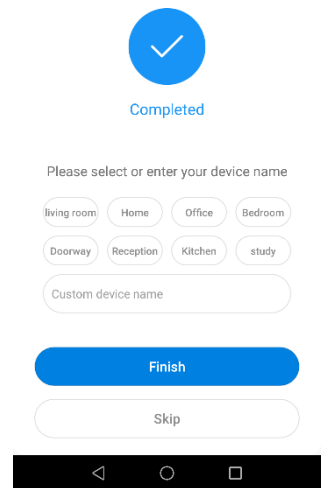 Completed
Please select or enter your device name
living room Home Office Bedroom
Doorway Reception Kitchen study
Custom device name
Finish
Skip